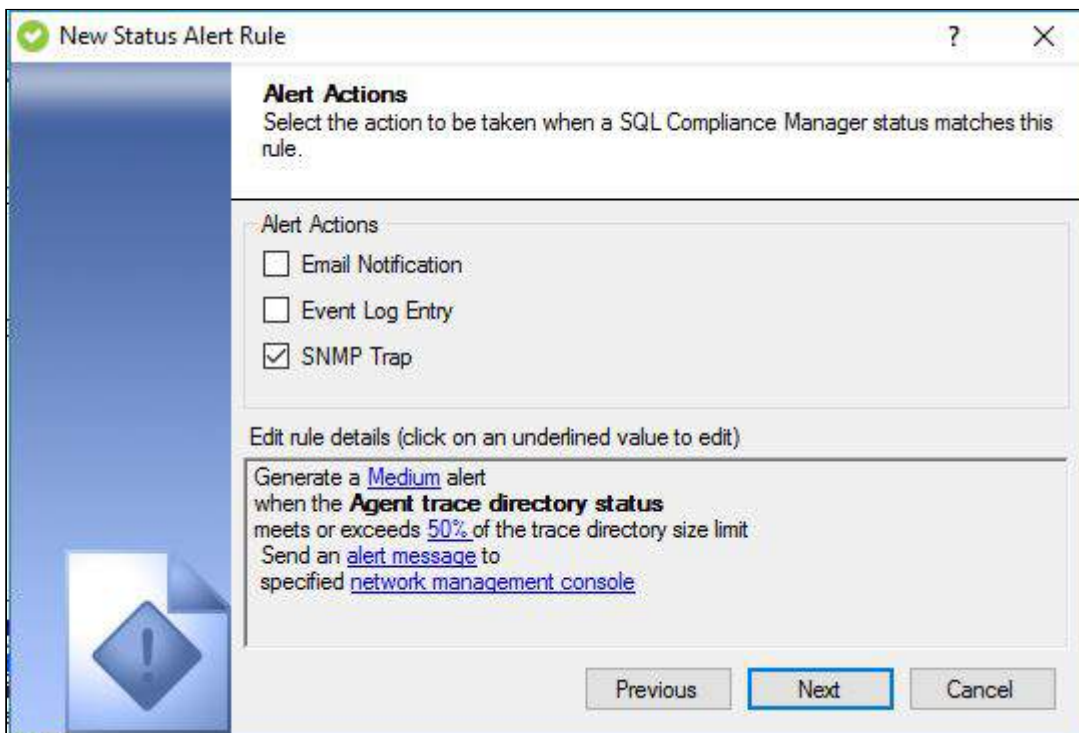 New Status Alert Rule
?
Alert Actions
Select the action to be taken when a SQL Compliance Manager status matches this
rule.
Alert Actions
Email Notification
Event Log Entry
SNMP Trap
Edit rule details (click on an underlined value to edit)
Generate a Medium alert
when the Agent trace directory status
meets or exceeds 50% of the trace directory size limit
Send an alert message to
specified network management console
Previous
Next
Cancel